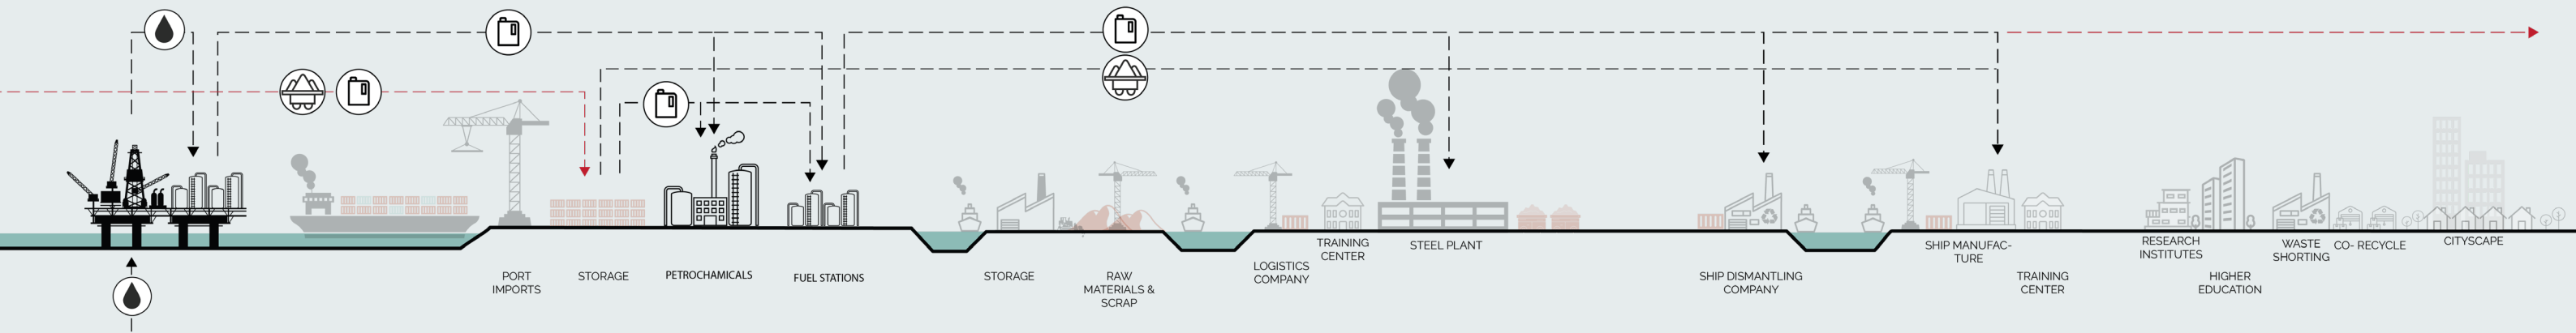 PORT
IMPORTS
STORAGE
PETROCHAMICALS
FUEL STATIONS
STORAGE
RAW
MATERIALS &
SCRAP
LOGISTICS
COMPANY
TRAINING
CENTER
STEEL PLANT
SHIP DISMANTLING
COMPANY
SHIP MANUFAC-
TURE
TRAINING
CENTER
RESEARCH
INSTITUTES
HIGHER
EDUCATION
WASTE
SHORTING
CO- RECYCLE
CITYSCAPE